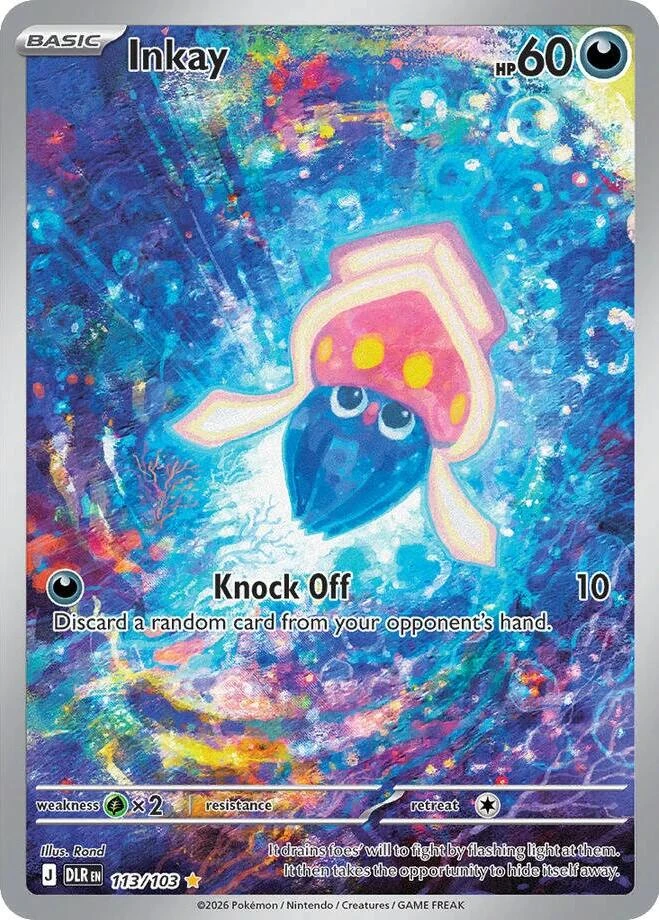 BASIC
Inkay
HP 60
Knock Off 10
Discard a random card from your opponent's hand.
weakness ×2 resistance retreat
Illus. Rond
It drains foes' will to fight by flashing light at them.
It then takes the opportunity to hide itself away.
J DLR EN 113/103
©2026 Pokémon / Nintendo / Creatures / GAME FREAK